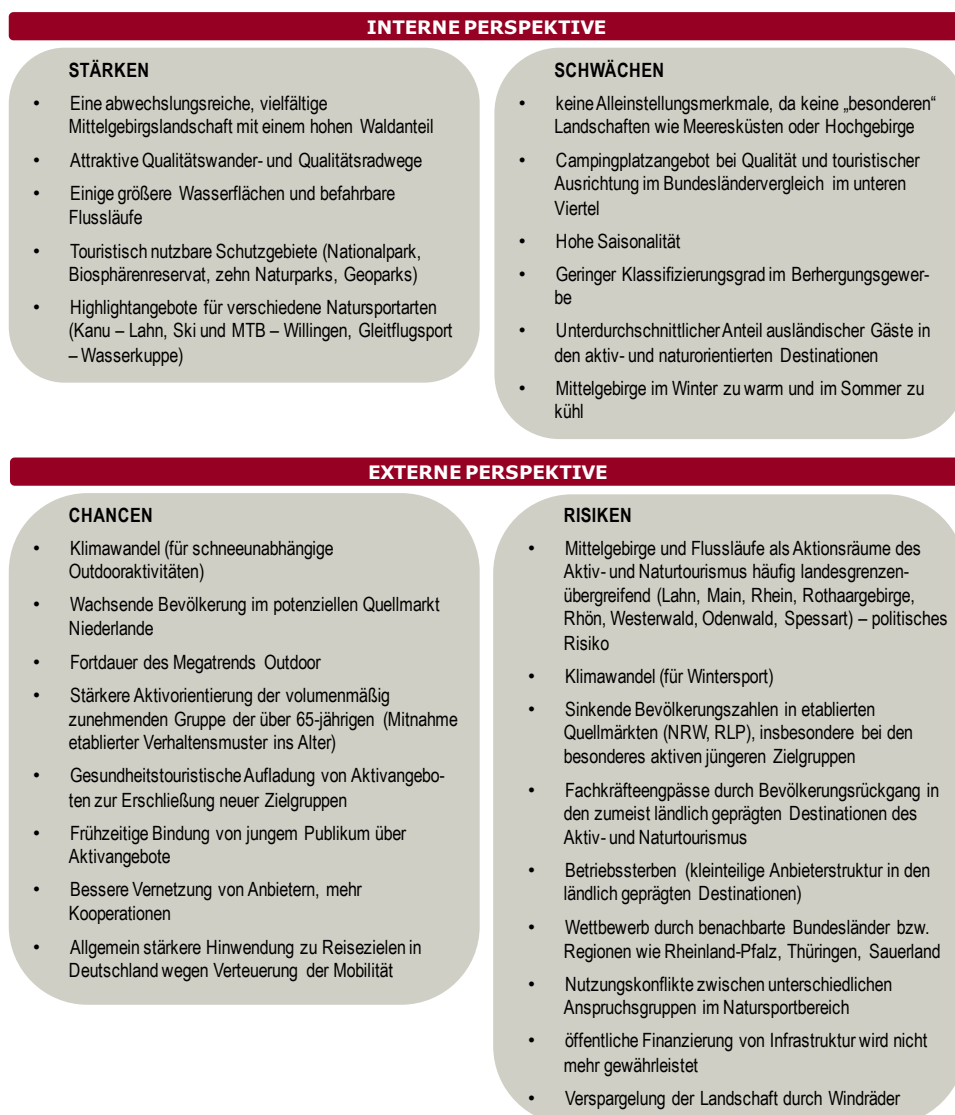 INTERNE PERSPEKTIVE
STÄRKEN
• Eine abwechslungsreiche, vielfältige
Mittelgebirgslandschaft mit einem hohen Waldanteil
• Attraktive Qualitätswander- und Qualitätsradwege
• Einige größere Wasserflächen und befahrbare
Flussläufe
• Touristisch nutzbare Schutzgebiete (Nationalpark,
Biosphärenreservat, zehn Naturparks, Geoparks)
• Highlightangebote für verschiedene Natursportarten
(Kanu – Lahn, Ski und MTB – Willingen, Gleitflugsport
– Wasserkuppe)
SCHWÄCHEN
• keine Alleinstellungsmerkmale, da keine „besonderen“
Landschaften wie Meeresküsten oder Hochgebirge
• Campingplatzangebot bei Qualität und touristischer
Ausrichtung im Bundesländervergleich im unteren
Viertel
• Hohe Saisonalität
• Geringer Klassifizierungsgrad im Berhergungsgewer-
be
• Unterdurchschnittlicher Anteil ausländischer Gäste in
den aktiv- und naturorientierten Destinationen
• Mittelgebirge im Winter zu warm und im Sommer zu
kühl
EXTERNE PERSPEKTIVE
CHANCEN
• Klimawandel (für schneeunabhängige
Outdooraktivitäten)
• Wachsende Bevölkerung im potenziellen Quellmarkt
Niederlande
• Fortdauer des Megatrends Outdoor
• Stärkere Aktivorientierung der volumenmäßig
zunehmenden Gruppe der über 65-jährigen (Mitnahme
etablierter Verhaltensmuster ins Alter)
• Gesundheitstouristische Aufladung von Aktivangebo-
ten zur Erschließung neuer Zielgruppen
• Frühzeitige Bindung von jungem Publikum über
Aktivangebote
• Bessere Vernetzung von Anbietern, mehr
Kooperationen
• Allgemein stärkere Hinwendung zu Reisezielen in
Deutschland wegen Verteuerung der Mobilität
RISIKEN
• Mittelgebirge und Flussläufe als Aktionsräume des
Aktiv- und Naturtourismus häufig landesgrenzen-
übergreifend (Lahn, Main, Rhein, Rothaargebirge,
Rhön, Westerwald, Odenwald, Spessart) – politisches
Risiko
• Klimawandel (für Wintersport)
• Sinkende Bevölkerungszahlen in etablierten
Quellmärkten (NRW, RLP), insbesondere bei den
besonderes aktiven jüngeren Zielgruppen
• Fachkräfteengpässe durch Bevölkerungsrückgang in
den zumeist ländlich geprägten Destinationen des
Aktiv- und Naturtourismus
• Betriebssterben (kleinteilige Anbieterstruktur in den
ländlich geprägten Destinationen)
• Wettbewerb durch benachbarte Bundesländer bzw.
Regionen wie Rheinland-Pfalz, Thüringen, Sauerland
• Nutzungskonflikte zwischen unterschiedlichen
Anspruchsgruppen im Natursportbereich
• öffentliche Finanzierung von Infrastruktur wird nicht
mehr gewährleistet
• Verspargelung der Landschaft durch Windräder